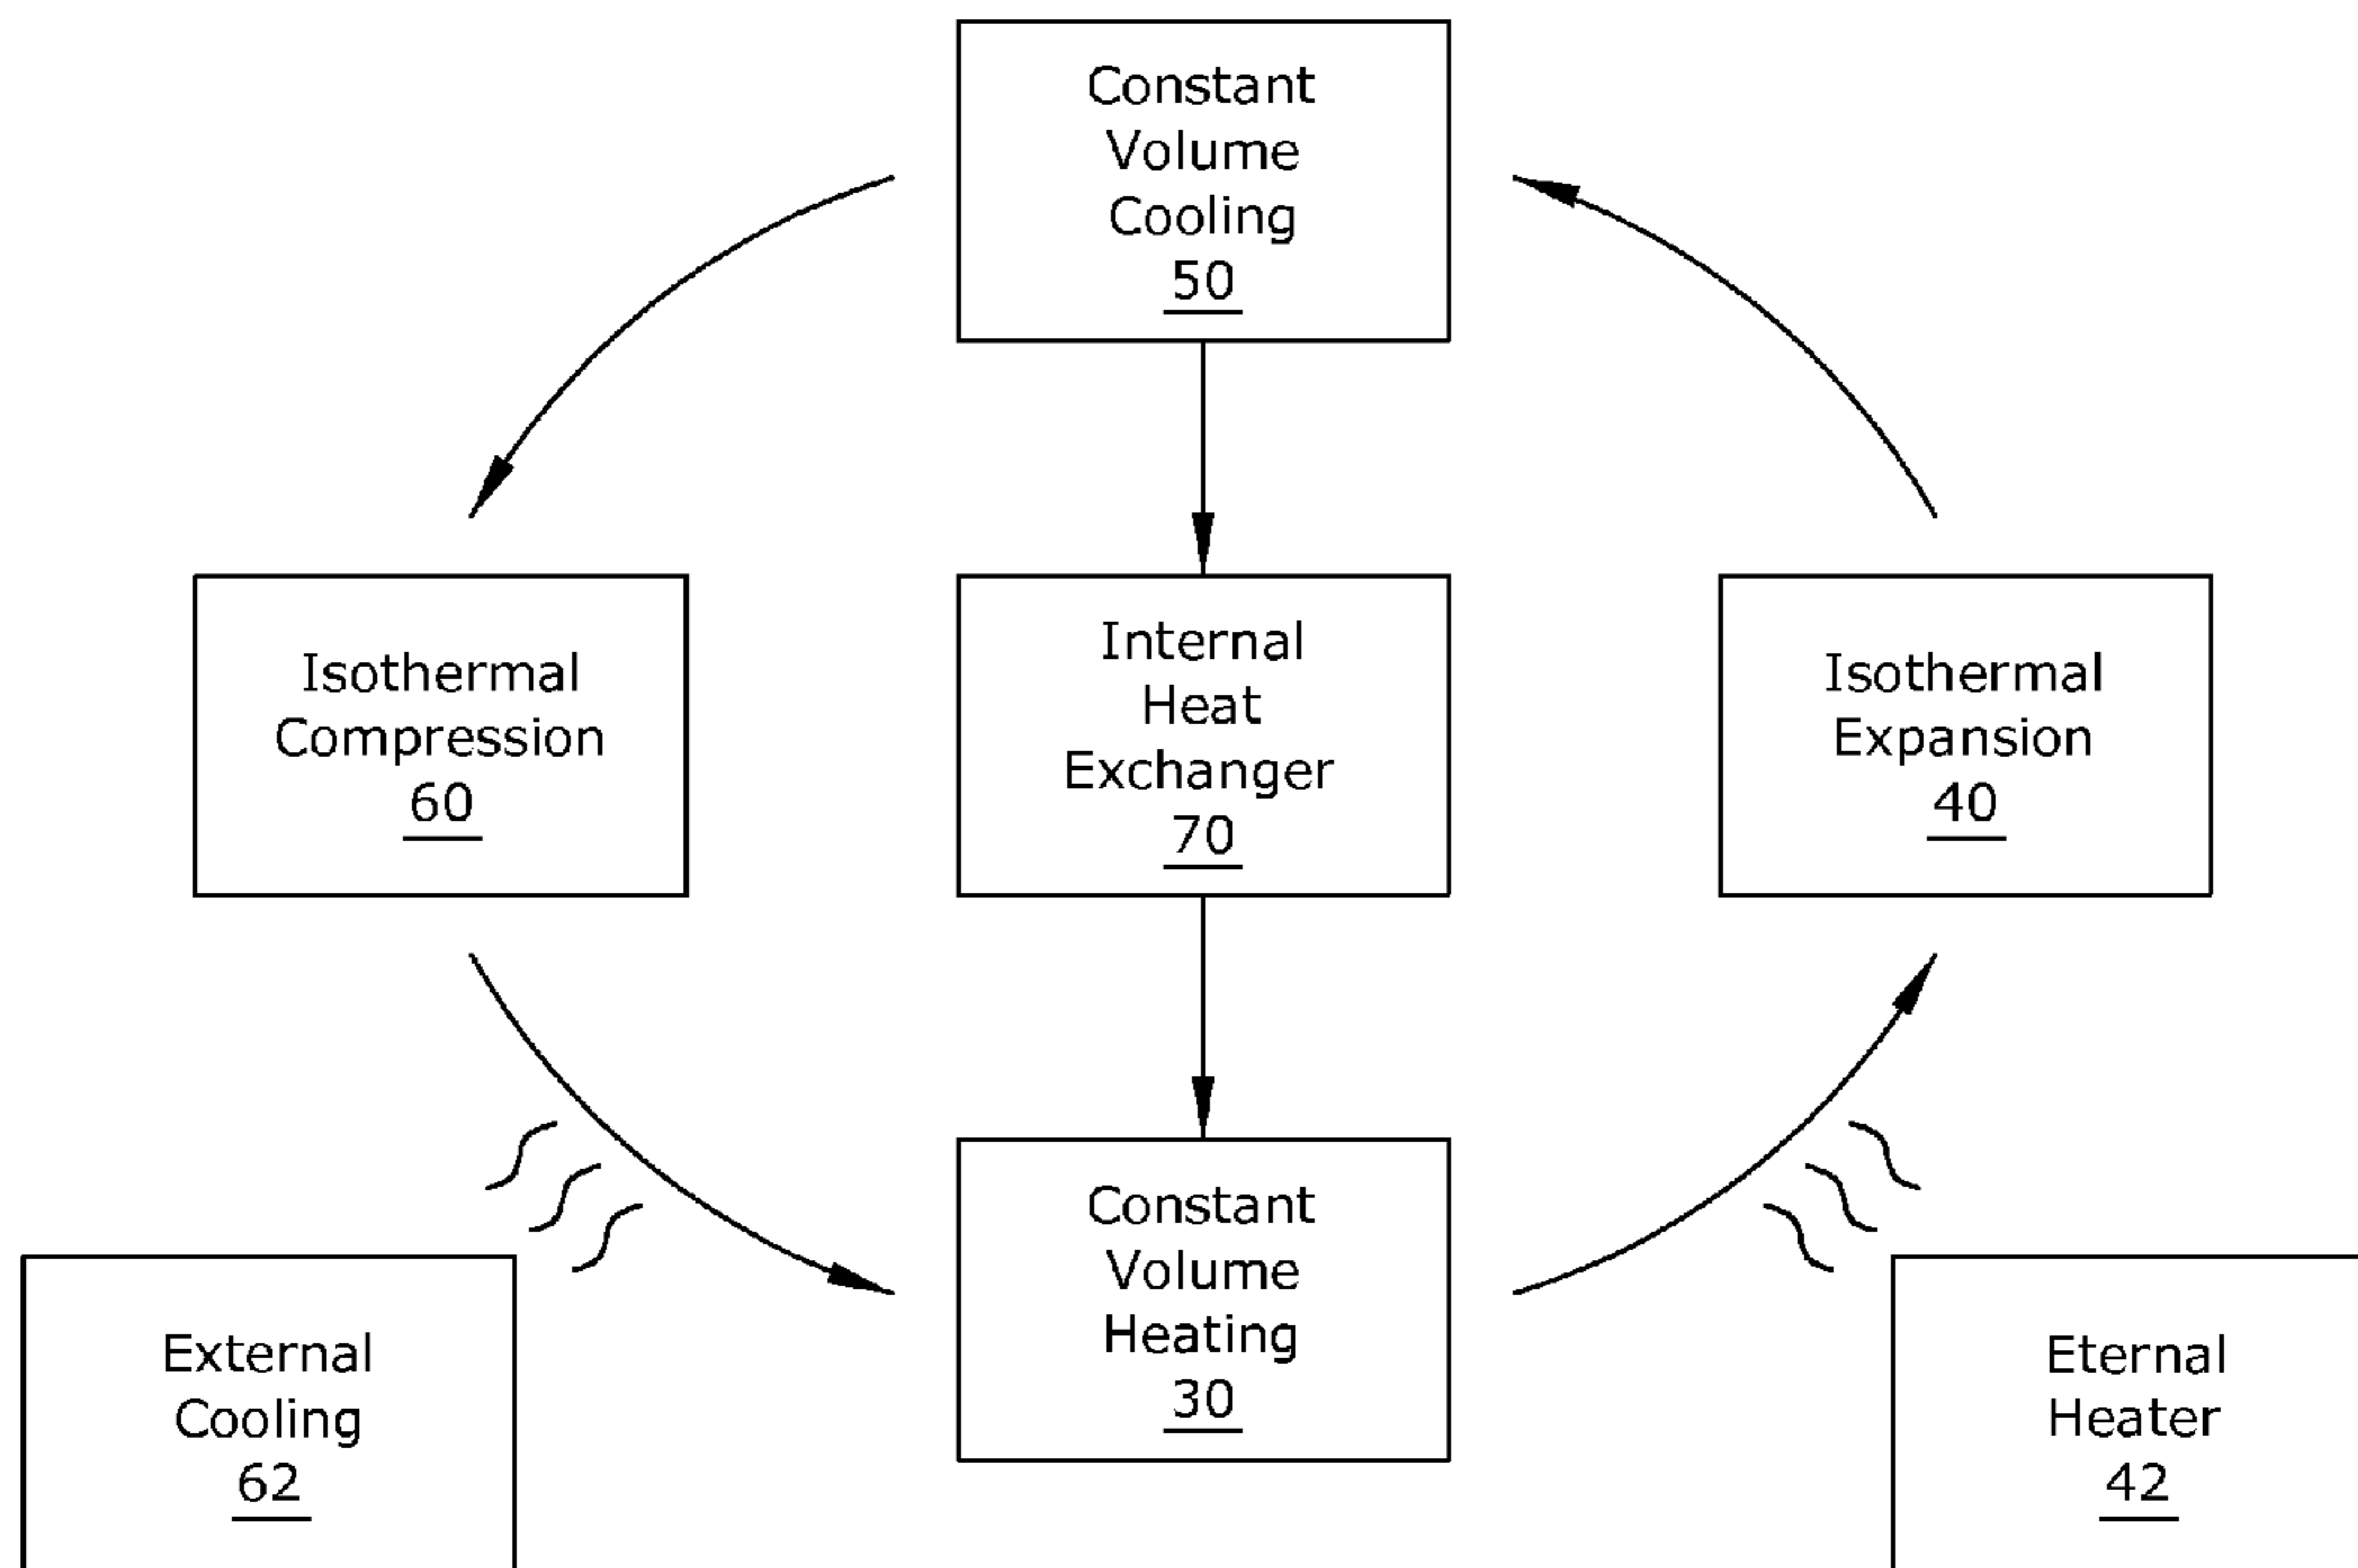 Constant
Volume
Cooling
50
Isothermal
Compression
60
Internal
Heat
Exchanger
70
Isothermal
Expansion
40
Constant
Volume
Heating
30
External
Cooling
62
Eternal
Heater
42